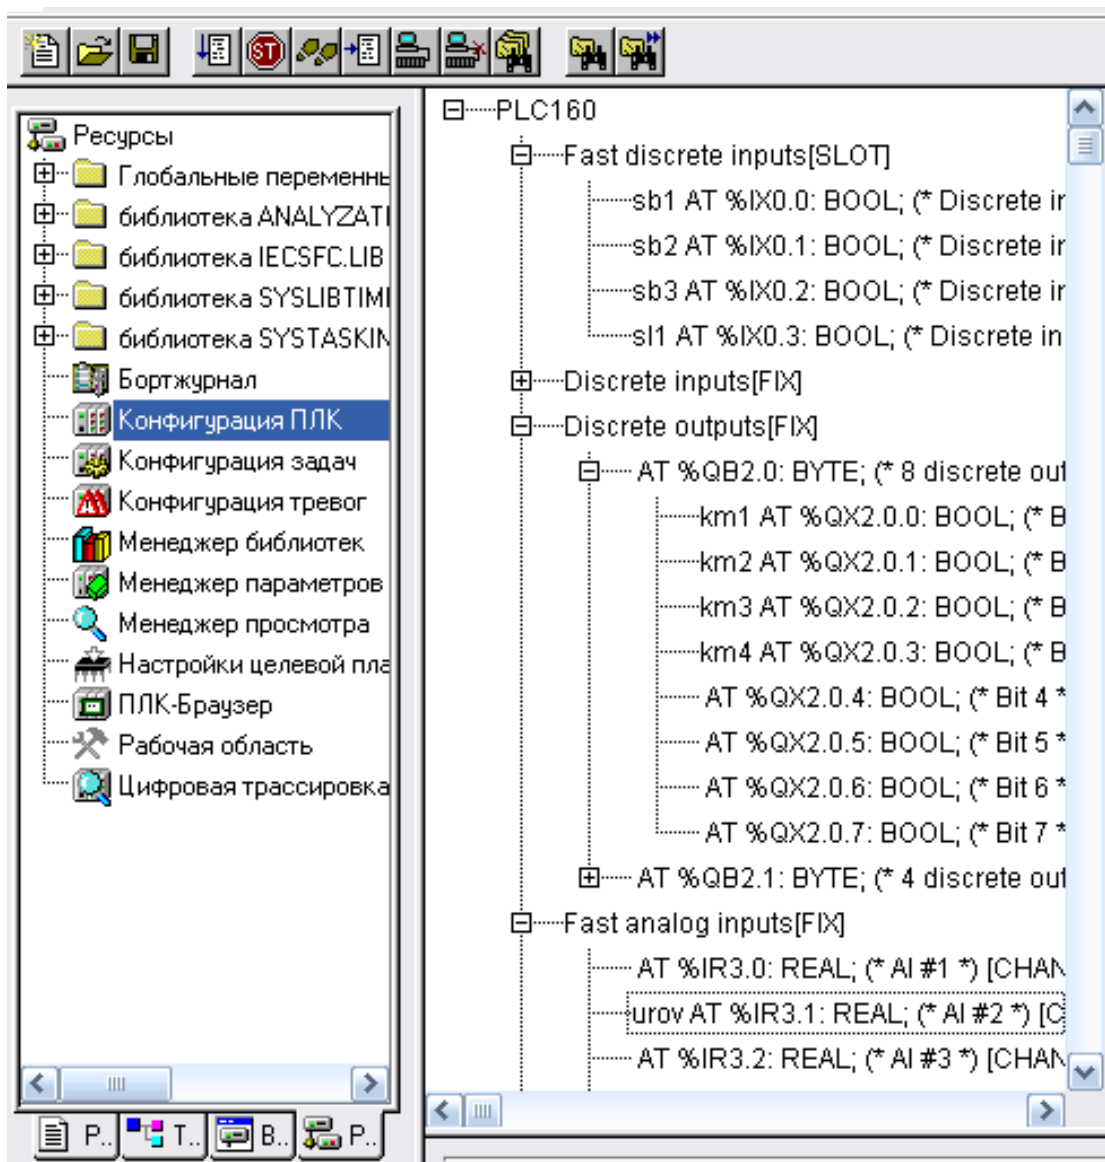 Ресурсы
Глобальные переменнь
библиотека ANALYZATI
библиотека IECSFC.LIB
библиотека SYSLIBTIMI
библиотека SYSTASKIN
Бортжурнал
Конфигурация ПЛК
Конфигурация задач
Конфигурация тревог
Менеджер библиотек
Менеджер параметров
Менеджер просмотра
Настройки целевой пла
ПЛК-Браузер
Рабочая область
Цифровая трассировка
Р..
Т..
В..
Р..
PLC160
Fast discrete inputs[SLOT]
sb1 AT %IX0.0: BOOL; (* Discrete in
sb2 AT %IX0.1: BOOL; (* Discrete in
sb3 AT %IX0.2: BOOL; (* Discrete in
sl1 AT %IX0.3: BOOL; (* Discrete in
Discrete inputs[FIX]
Discrete outputs[FIX]
AT %QB2.0: BYTE; (* 8 discrete out
km1 AT %QX2.0.0: BOOL; (* B
km2 AT %QX2.0.1: BOOL; (* B
km3 AT %QX2.0.2: BOOL; (* B
km4 AT %QX2.0.3: BOOL; (* B
AT %QX2.0.4: BOOL; (* Bit 4 *
AT %QX2.0.5: BOOL; (* Bit 5 *
AT %QX2.0.6: BOOL; (* Bit 6 *
AT %QX2.0.7: BOOL; (* Bit 7 *
AT %QB2.1: BYTE; (* 4 discrete out
Fast analog inputs[FIX]
AT %IR3.0: REAL; (* AI #1 *) [CHAN
urov AT %IR3.1: REAL; (* AI #2 *) [C
AT %IR3.2: REAL; (* AI #3 *) [CHAN